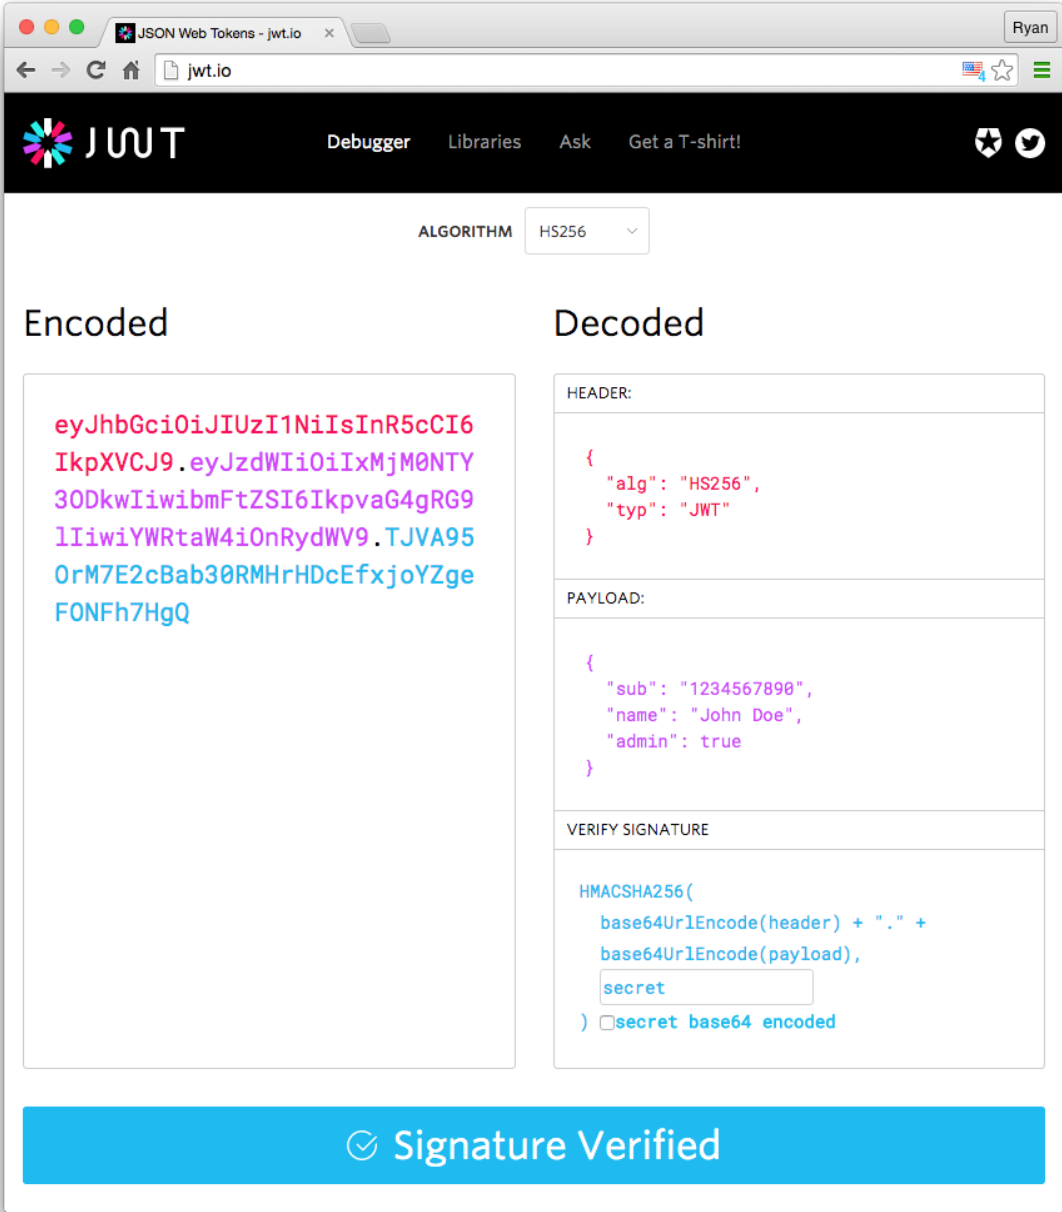 JSON Web Tokens - jwt.io
Ryan
jwt.io
4
JWT
Debugger Libraries Ask Get a T-shirt!
ALGORITHM HS256
Encoded
Decoded
eyJhbGciOiJIUzI1NiIsInR5cCI6
IkpXVCJ9.eyJzdWIiOiIxMjM0NTY
3ODkwIiwibmFtZSI6IkpvaG4gRG9
lIiwiYWRtaW4iOnRydWV9.TJVA95
OrM7E2cBab30RMHrHDcEfxjoYZge
FONFh7HgQ
HEADER:
{
"alg": "HS256",
"typ": "JWT"
}
PAYLOAD:
{
"sub": "1234567890",
"name": "John Doe",
"admin": true
}
VERIFY SIGNATURE
HMACSHA256(
base64UrlEncode(header) + "." +
base64UrlEncode(payload),
secret
) secret base64 encoded
Signature Verified